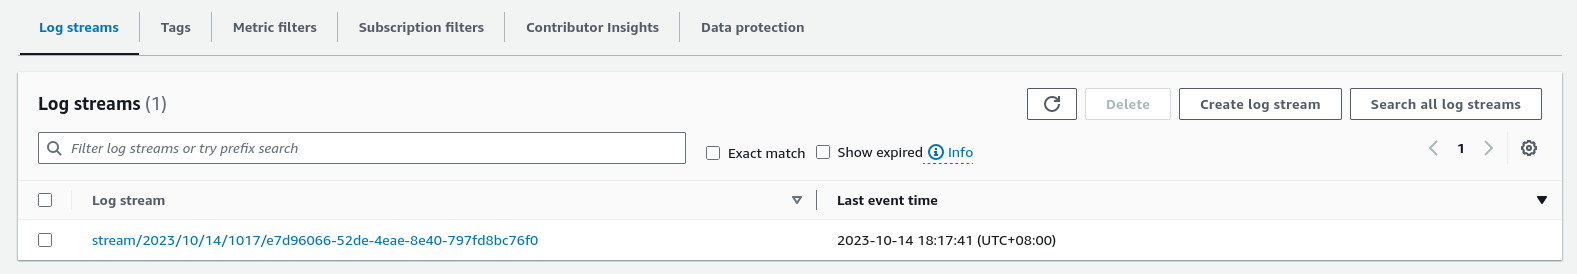 Log streams Tags Metric filters Subscription filters Contributor Insights Data protection
Log streams (1) Delete Create log stream Search all log streams
Filter log streams or try prefix search Exact match Show expired Info 1
Log stream Last event time
stream/2023/10/14/1017/e7d96066-52de-4eae-8e40-797fd8bc76f0 2023-10-14 18:17:41 (UTC+08:00)